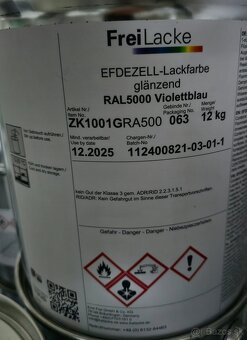 FreiLacke
EFDEZELL-Lackfarbe
glänzend
RAL5000 Violettblau
Artikel Nr./ Gebinde Nr./ Menge/
Item No Packaging No Weight
ZK1001GRA500 063 12 kg
Mind. verarbeitbar/ Chargen-Nr./
Use by date Batch-No
12.2025 112400821-03-01-1
kein Gut der Klasse 3 gem. ADR/RID 2.2.3.1.5.1
RID/ADR: Kein Gefahrgut im Sinne dieser Transportvorschriften
Gefahr - Danger - Danger - Niebezpieczeństwo
bazar.sk